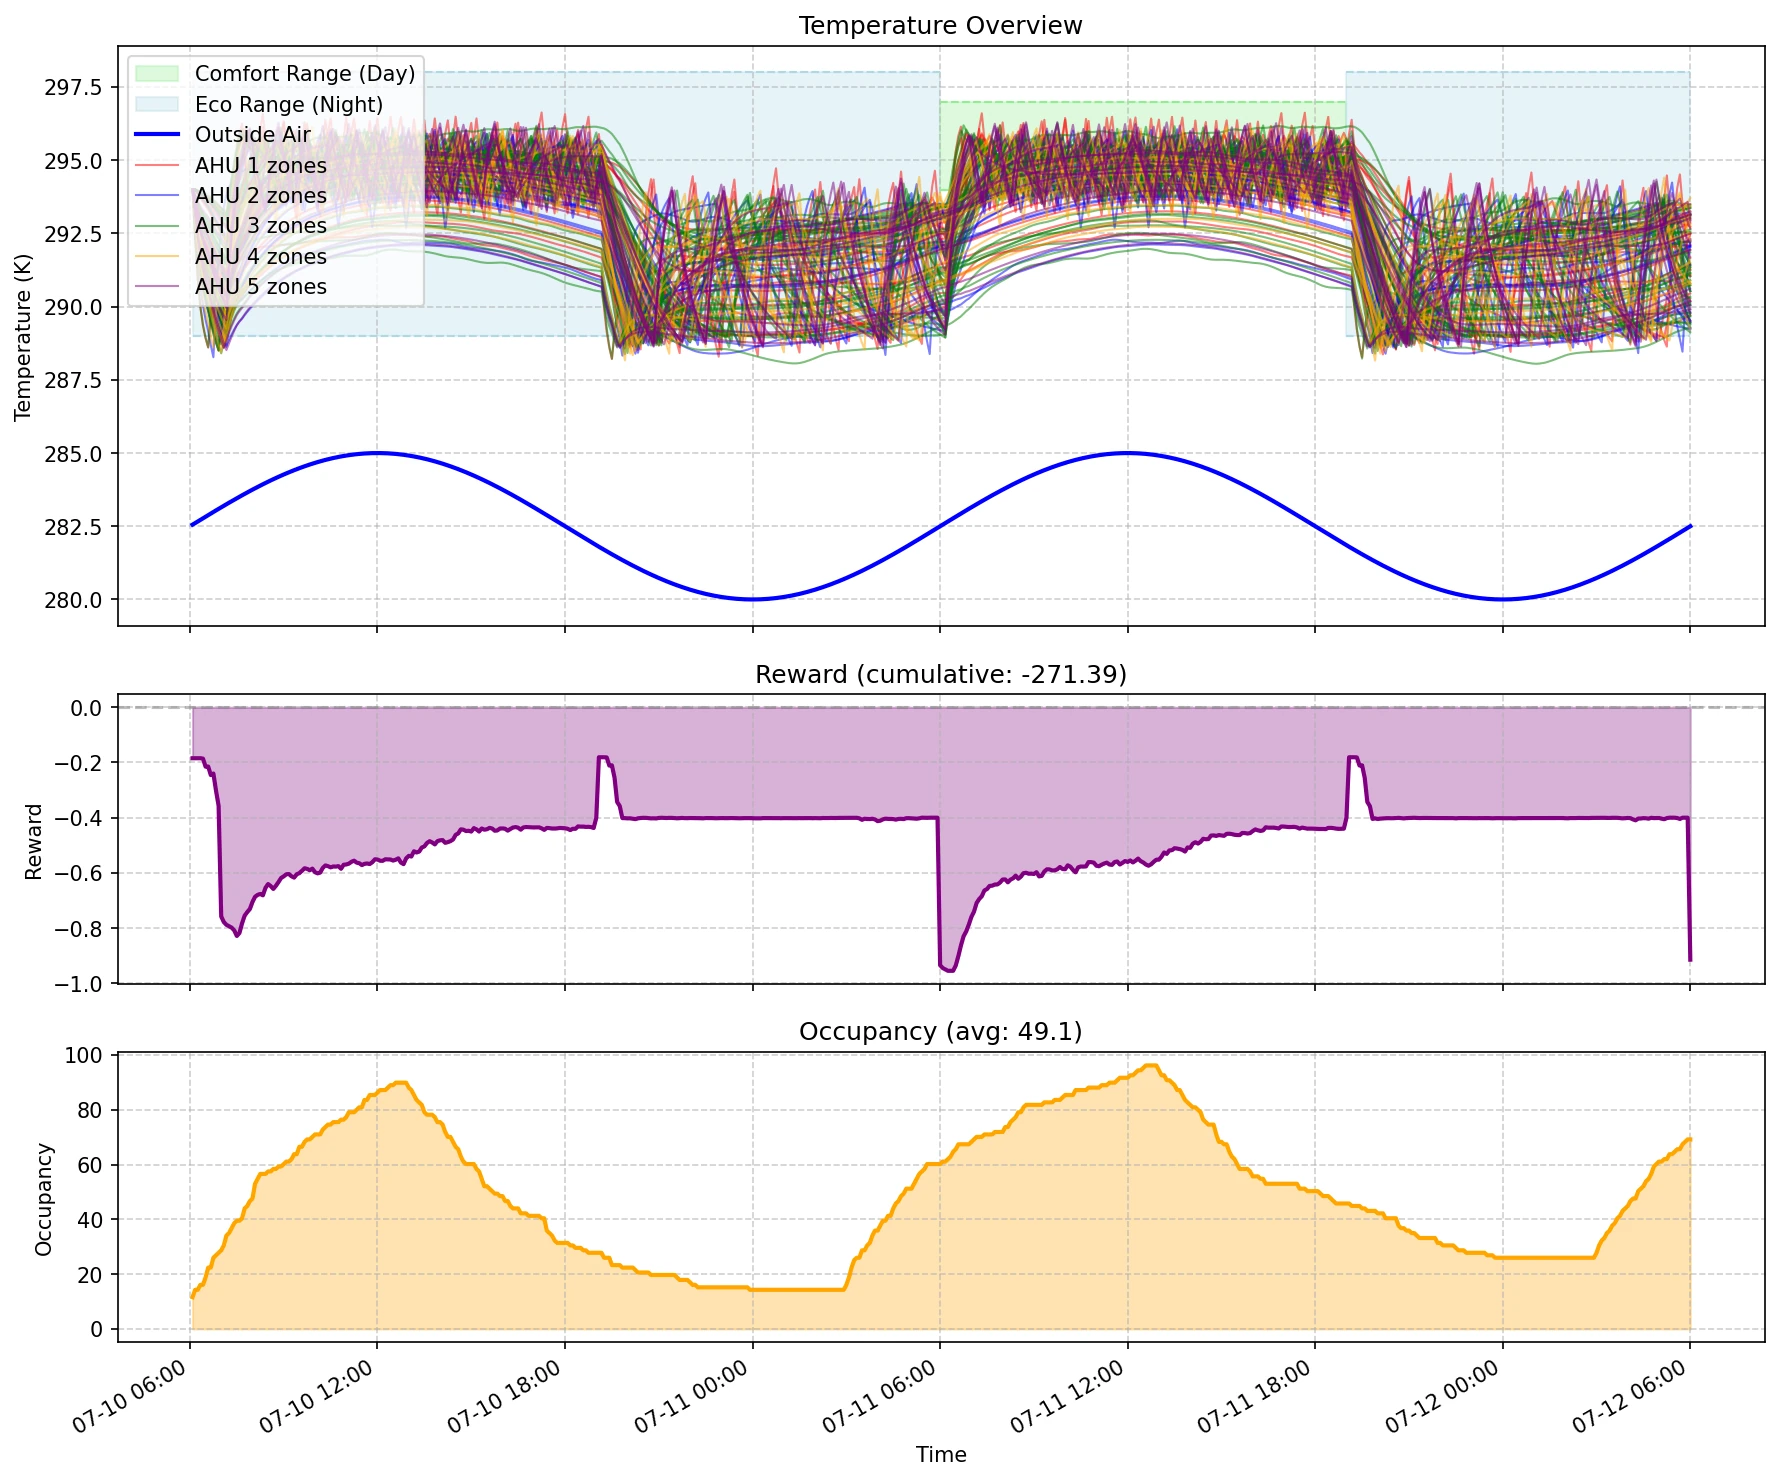 Temperature Overview
Temperature (K)
297.5
295.0
292.5
290.0
287.5
285.0
282.5
280.0
Comfort Range (Day)
Eco Range (Night)
Outside Air
AHU 1 zones
AHU 2 zones
AHU 3 zones
AHU 4 zones
AHU 5 zones
Reward (cumulative: -271.39)
Reward
0.0
−0.2
−0.4
−0.6
−0.8
−1.0
Occupancy (avg: 49.1)
Occupancy
100
80
60
40
20
0
07-10 06:00
07-10 12:00
07-10 18:00
07-11 00:00
07-11 06:00
07-11 12:00
07-11 18:00
07-12 00:00
07-12 06:00
Time